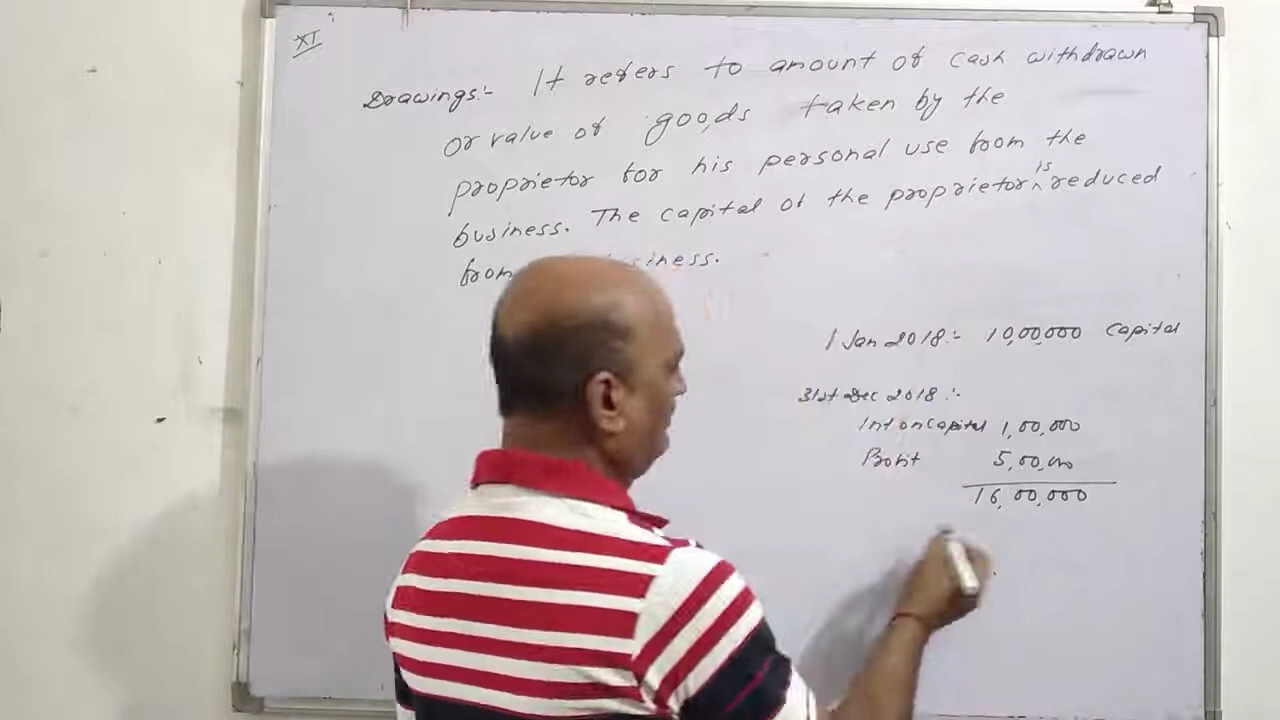 XI
Drawings:- It refers to amount of cash withdrawn
or value of goods taken by the
proprietor for his personal use from the
business. The capital of the proprietor is reduced
from siness.
1 Jan 2018:- 10,00,000 Capital
31st Dec 2018:-
Int on Capital 1,00,000
Profit 5,00,000
16,00,000